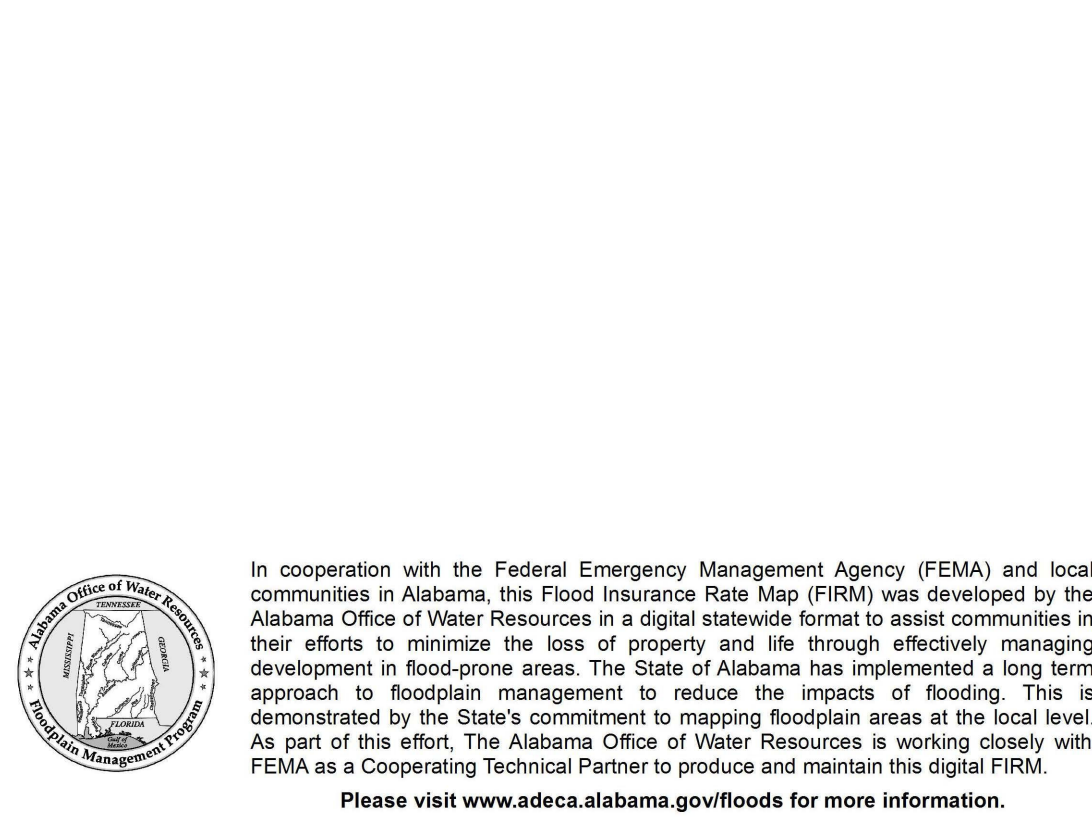 Alabama Office of Water Resources
TENNESSEE
MISSISSIPPI
GEORGIA
FLORIDA
Gulf of
Mexico
Floodplain Management Program
In cooperation with the Federal Emergency Management Agency (FEMA) and local
communities in Alabama, this Flood Insurance Rate Map (FIRM) was developed by the
Alabama Office of Water Resources in a digital statewide format to assist communities in
their efforts to minimize the loss of property and life through effectively managing
development in flood-prone areas. The State of Alabama has implemented a long term
approach to floodplain management to reduce the impacts of flooding. This is
demonstrated by the State's commitment to mapping floodplain areas at the local level.
As part of this effort, The Alabama Office of Water Resources is working closely with
FEMA as a Cooperating Technical Partner to produce and maintain this digital FIRM.
Please visit www.adeca.alabama.gov/floods for more information.